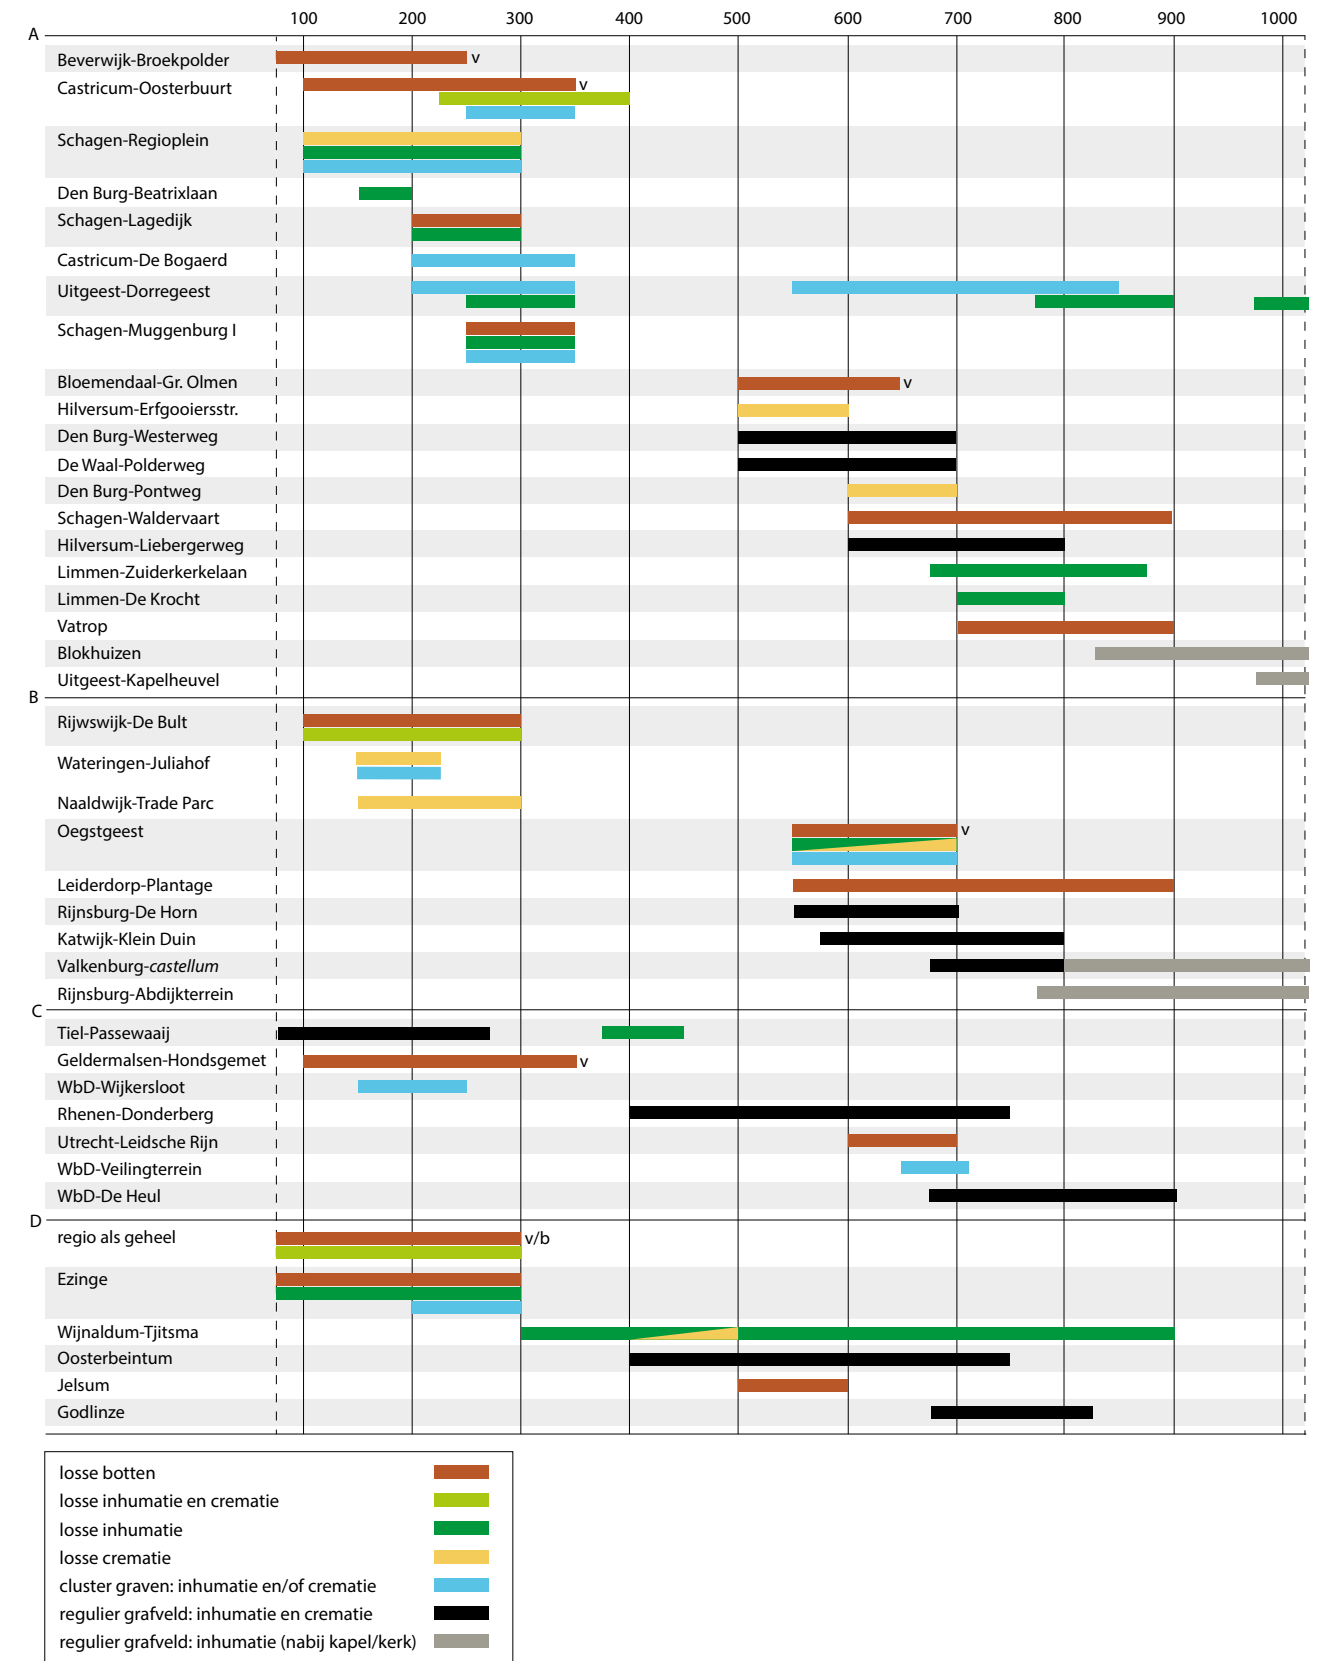 100 200 300 400 500 600 700 800 900 1000
A
Beverwijk-Broekpolder v
Castricum-Oosterbuurt v
Schagen-Regioplein
Den Burg-Beatrixlaan
Schagen-Lagedijk
Castricum-De Bogaerd
Uitgeest-Dorregeest
Schagen-Muggenburg I
Bloemendaal-Gr. Olmen v
Hilversum-Erfgooiersstr.
Den Burg-Westerweg
De Waal-Polderweg
Den Burg-Pontweg
Schagen-Waldervaart
Hilversum-Liebergerweg
Limmen-Zuiderkerkelaan
Limmen-De Krocht
Vatrop
Blokhuizen
Uitgeest-Kapelheuvel
B
Rijwswijk-De Bult
Wateringen-Juliahof
Naaldwijk-Trade Parc
Oegstgeest v
Leiderdorp-Plantage
Rijnsburg-De Horn
Katwijk-Klein Duin
Valkenburg-castellum
Rijnsburg-Abdijkterrein
C
Tiel-Passewaaij
Geldermalsen-Hondsgemet v
WbD-Wijkersloot
Rhenen-Donderberg
Utrecht-Leidsche Rijn
WbD-Veilingterrein
WbD-De Heul
D
regio als geheel v/b
Ezinge
Wijnaldum-Tjitsma
Oosterbeintum
Jelsum
Godlinze
losse botten
losse inhumatie en crematie
losse inhumatie
losse crematie
cluster graven: inhumatie en/of crematie
regulier grafveld: inhumatie en crematie
regulier grafveld: inhumatie (nabij kapel/kerk)